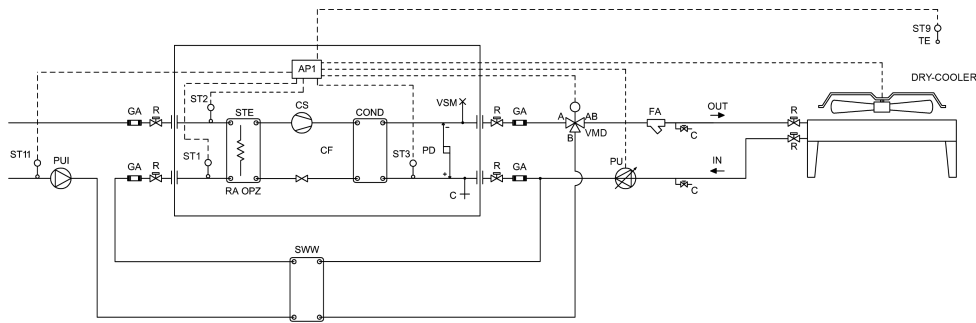 ST9
TE
AP1
DRY-COOLER
ST2
VSM
GA
R
STE
CS
COND
R
GA
A
AB
FA
OUT
R
C
VMD
B
ST11
PUI
GA
R
ST1
CF
ST3
PD
-
+
R
GA
PU
IN
R
C
RA OPZ
C
SWW